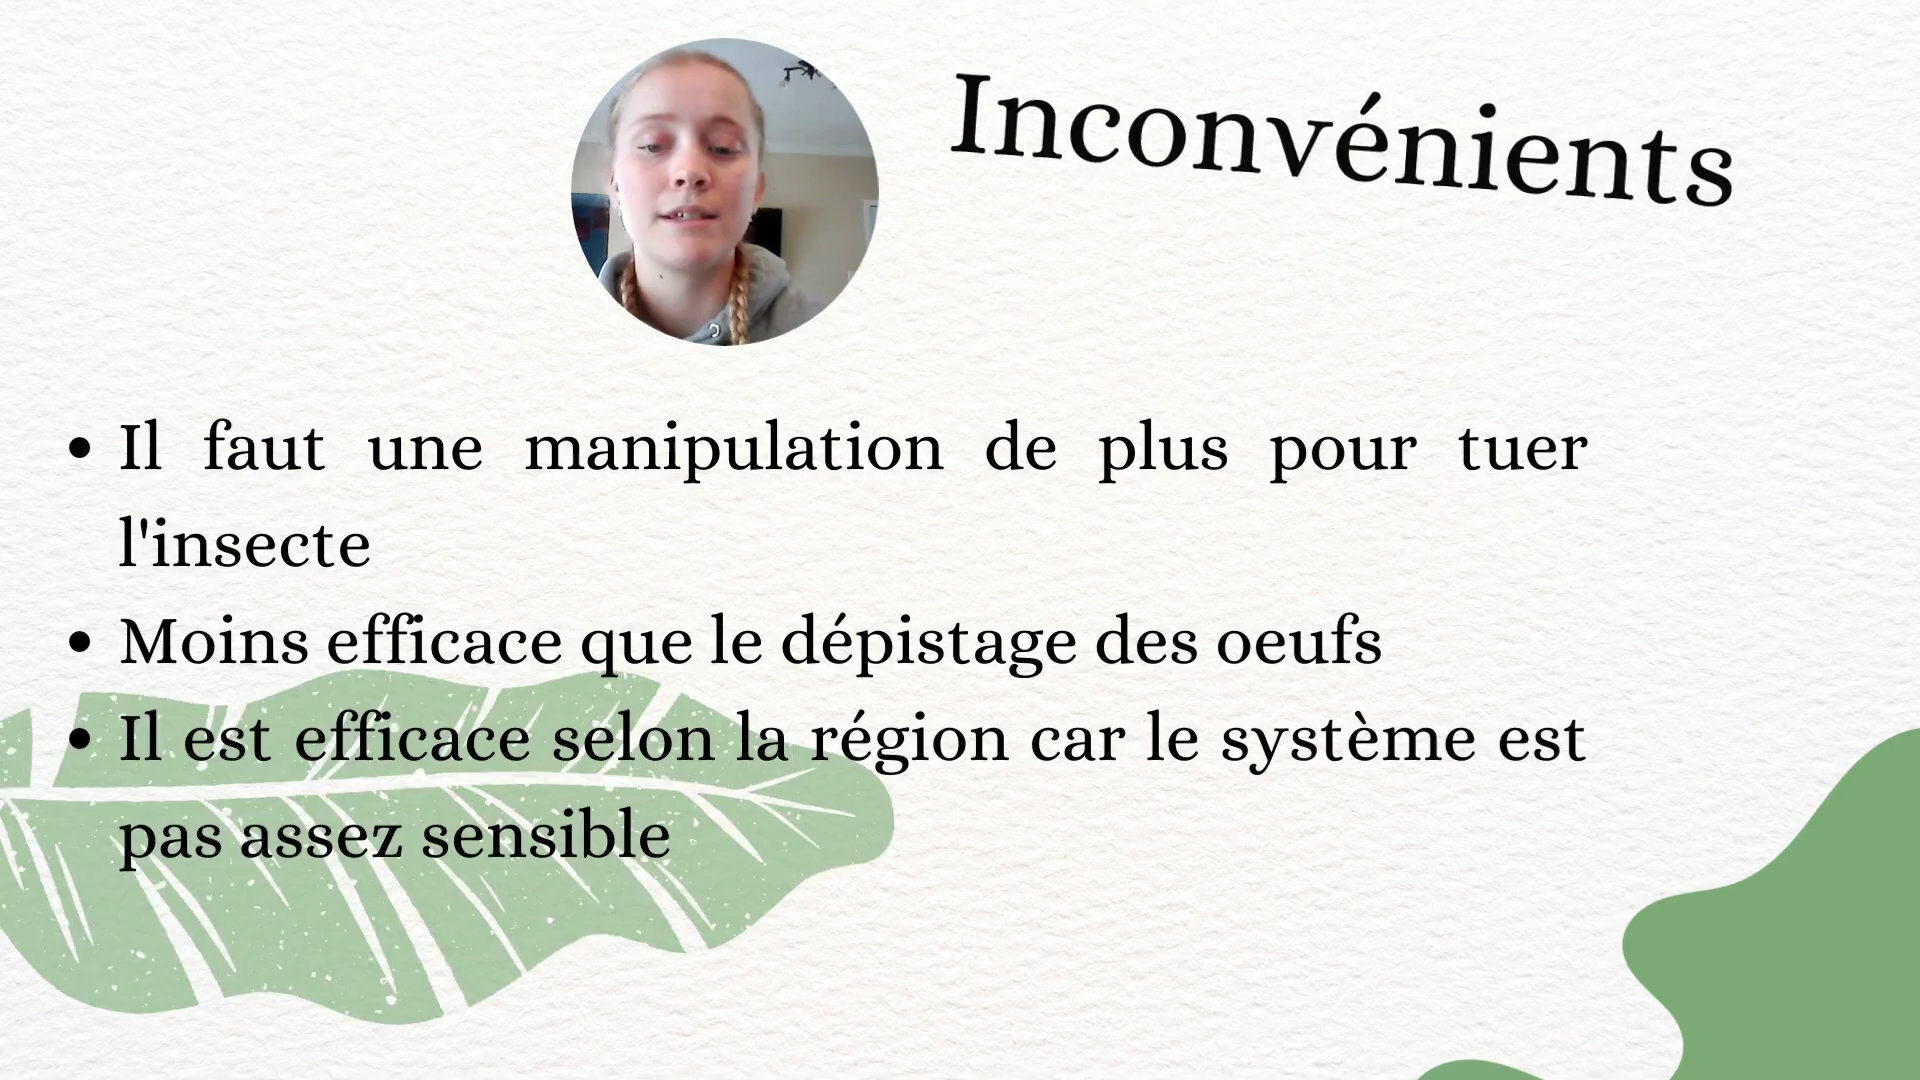 Inconvénients
• Il faut une manipulation de plus pour tuer
l'insecte
• Moins efficace que le dépistage des oeufs
• Il est efficace selon la région car le système est
pas assez sensible